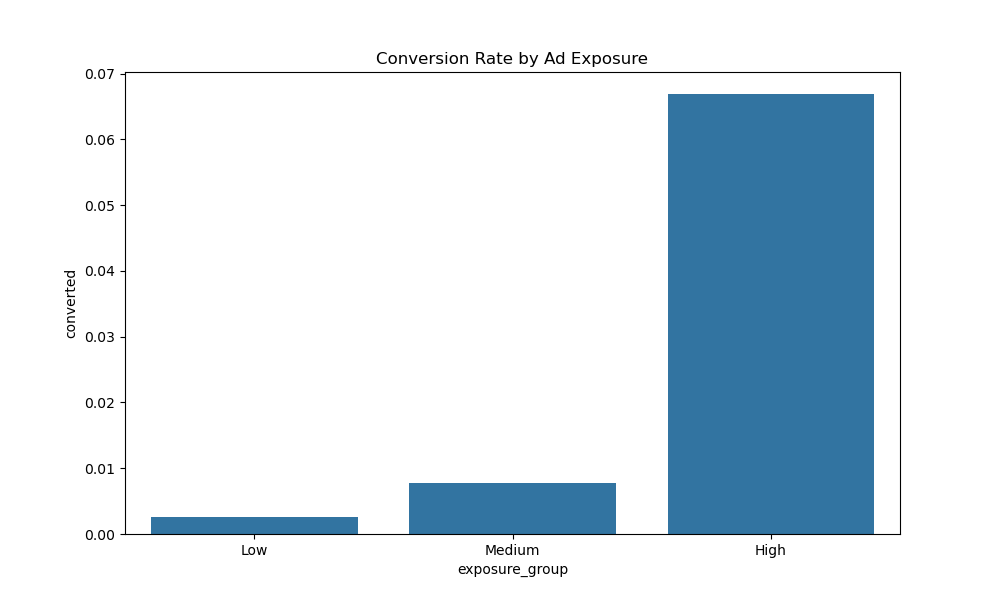 Conversion Rate by Ad Exposure
0.07
0.06
0.05
0.04
0.03
0.02
0.01
0.00
converted
Low Medium High
exposure_group